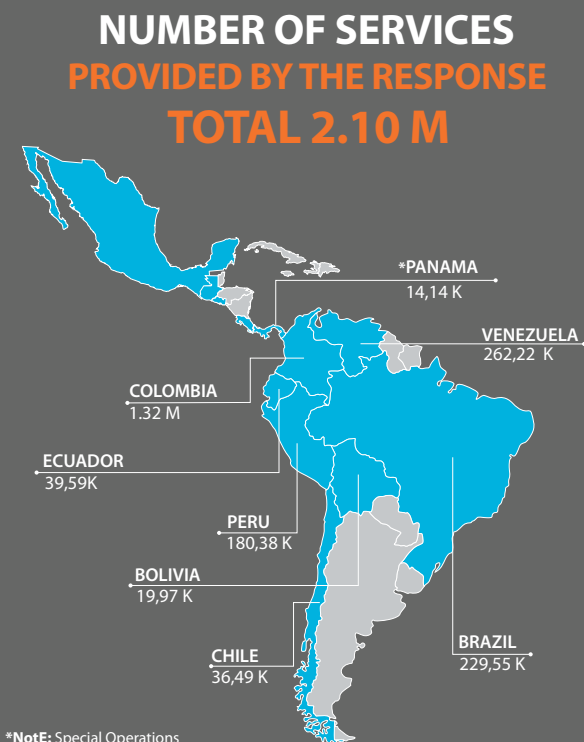 NUMBER OF SERVICES
PROVIDED BY THE RESPONSE
TOTAL 2.10 M
*PANAMA
14,14 K
VENEZUELA
262,22 K
COLOMBIA
1.32 M
ECUADOR
39,59K
PERU
180,38 K
BOLIVIA
19,97 K
CHILE
36,49 K
BRAZIL
229,55 K
*NotE: Special Operations